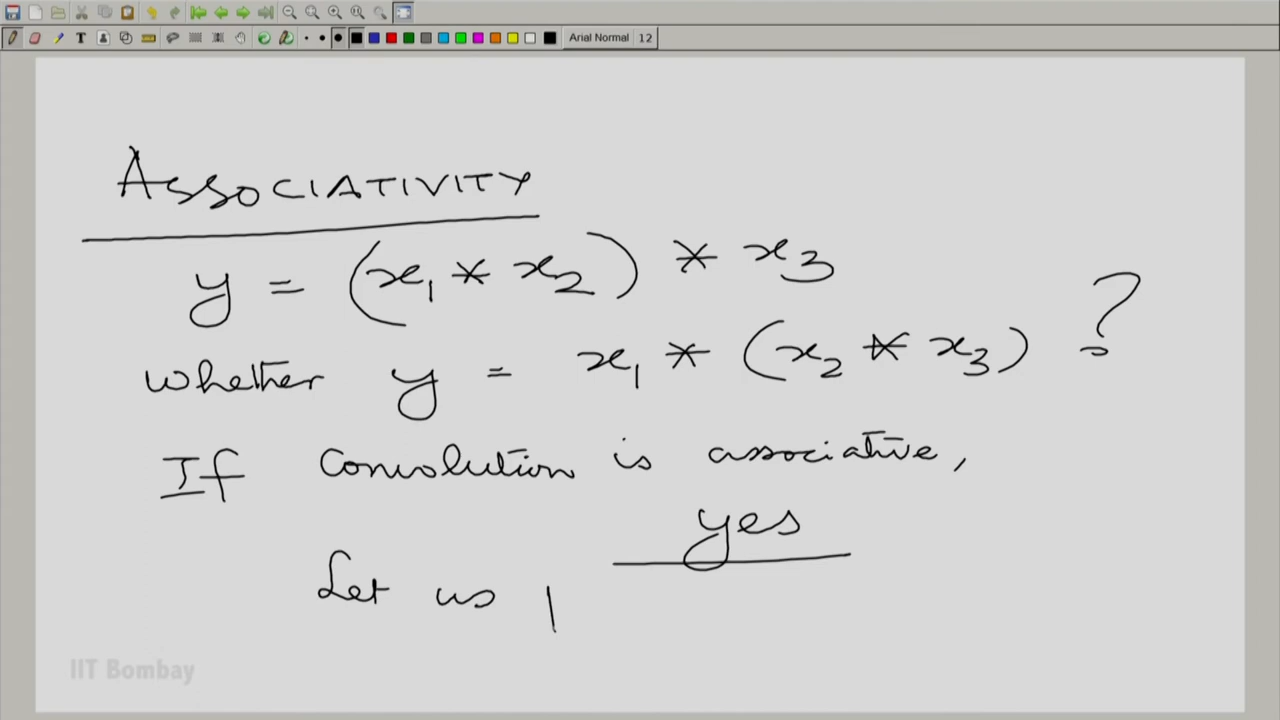 Arial Normal 12
ASSOCIATIVITY
y = (x₁ * x₂) * x₃
whether y = x₁ * (x₂ * x₃) ?
If convolution is associative,
yes
Let us
IIT Bombay